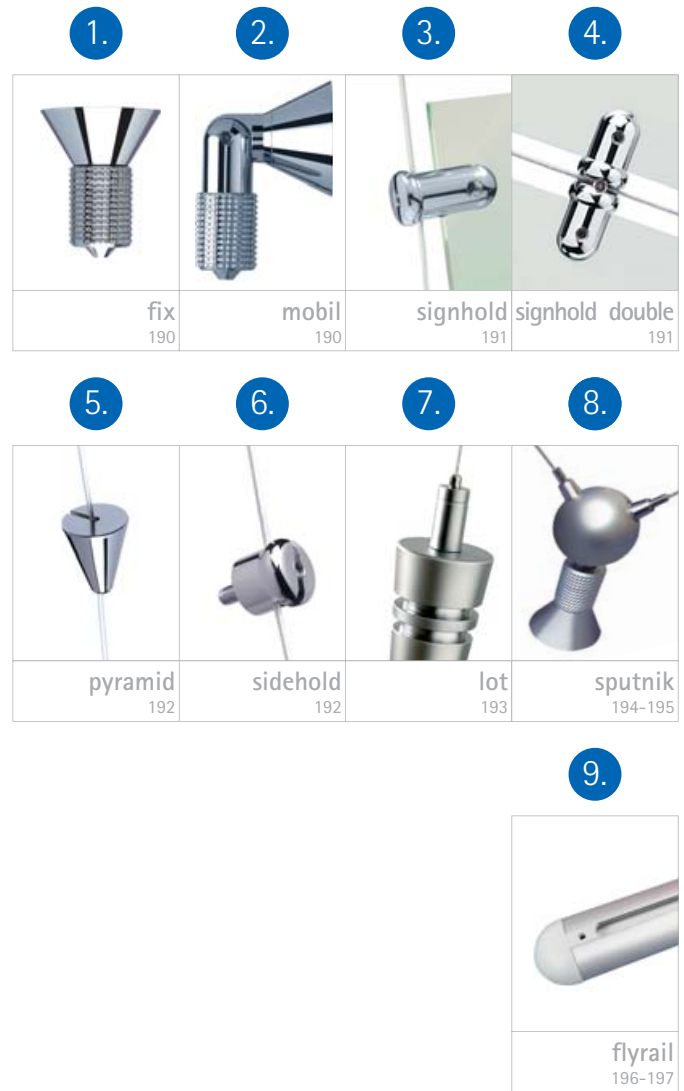 1. 2. 3. 4.
fix mobil signhold signhold double
190 190 191 191
5. 6. 7. 8.
pyramid sidehold lot sputnik
192 192 193 194-195
9.
flyrail
196-197